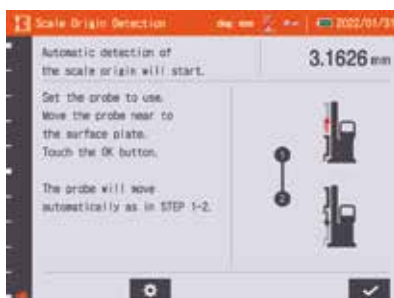 Scale Origin Detection
2022/01/31
Automatic detection of
the scale origin will start.
3.1626 mm
Set the probe to use.
Move the probe near to
the surface plate.
Touch the OK button.
1
The probe will move
2
automatically as in STEP 1-2.